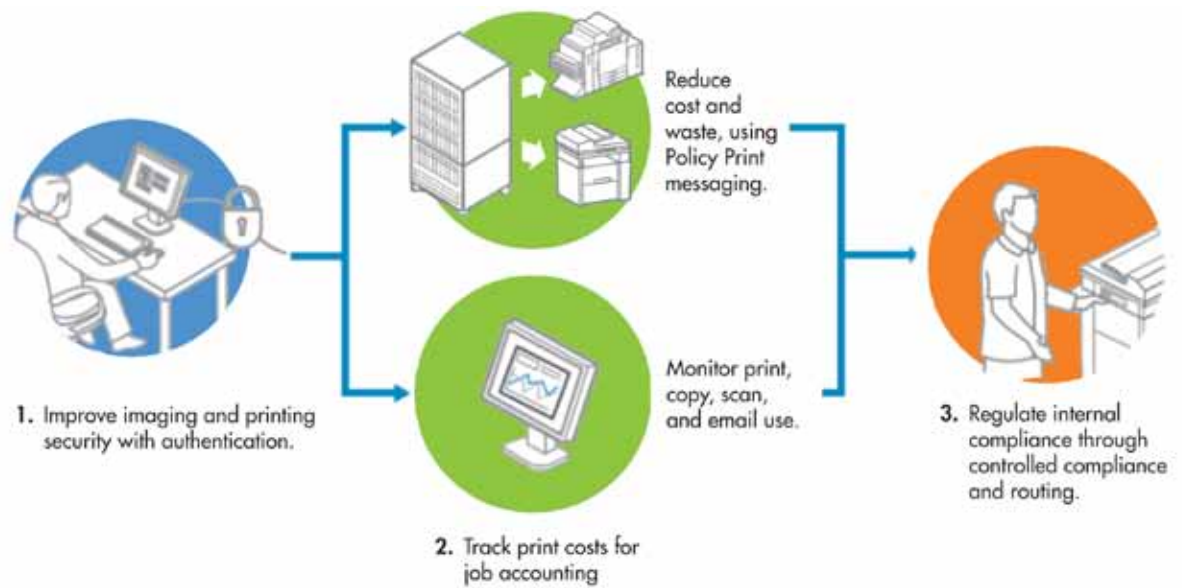 Reduce
cost and
waste, using
Policy Print
messaging.
1. Improve imaging and printing
security with authentication.
Monitor print,
copy, scan,
and email use.
2. Track print costs for
job accounting
3. Regulate internal
compliance through
controlled compliance
and routing.